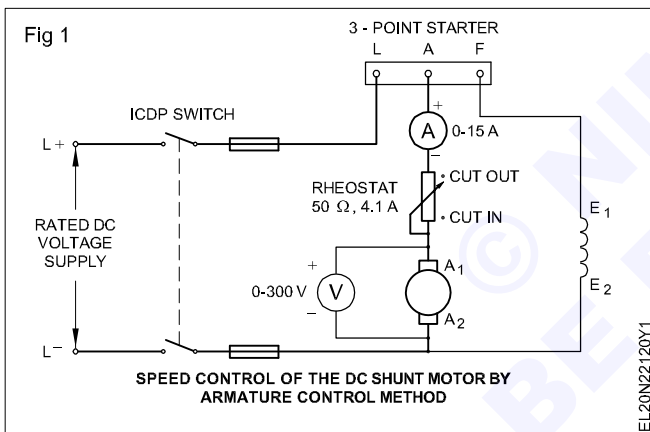 Fig 1
3 - POINT STARTER
L A F
ICDP SWITCH
L +
+
A
0-15 A
−
RHEOSTAT
50 Ω, 4.1 A
CUT OUT
CUT IN
RATED DC
VOLTAGE
SUPPLY
E1
E2
+
0-300 V
V
−
A1
A2
L−
SPEED CONTROL OF THE DC SHUNT MOTOR BY
ARMATURE CONTROL METHOD
EL20N22120Y1
©